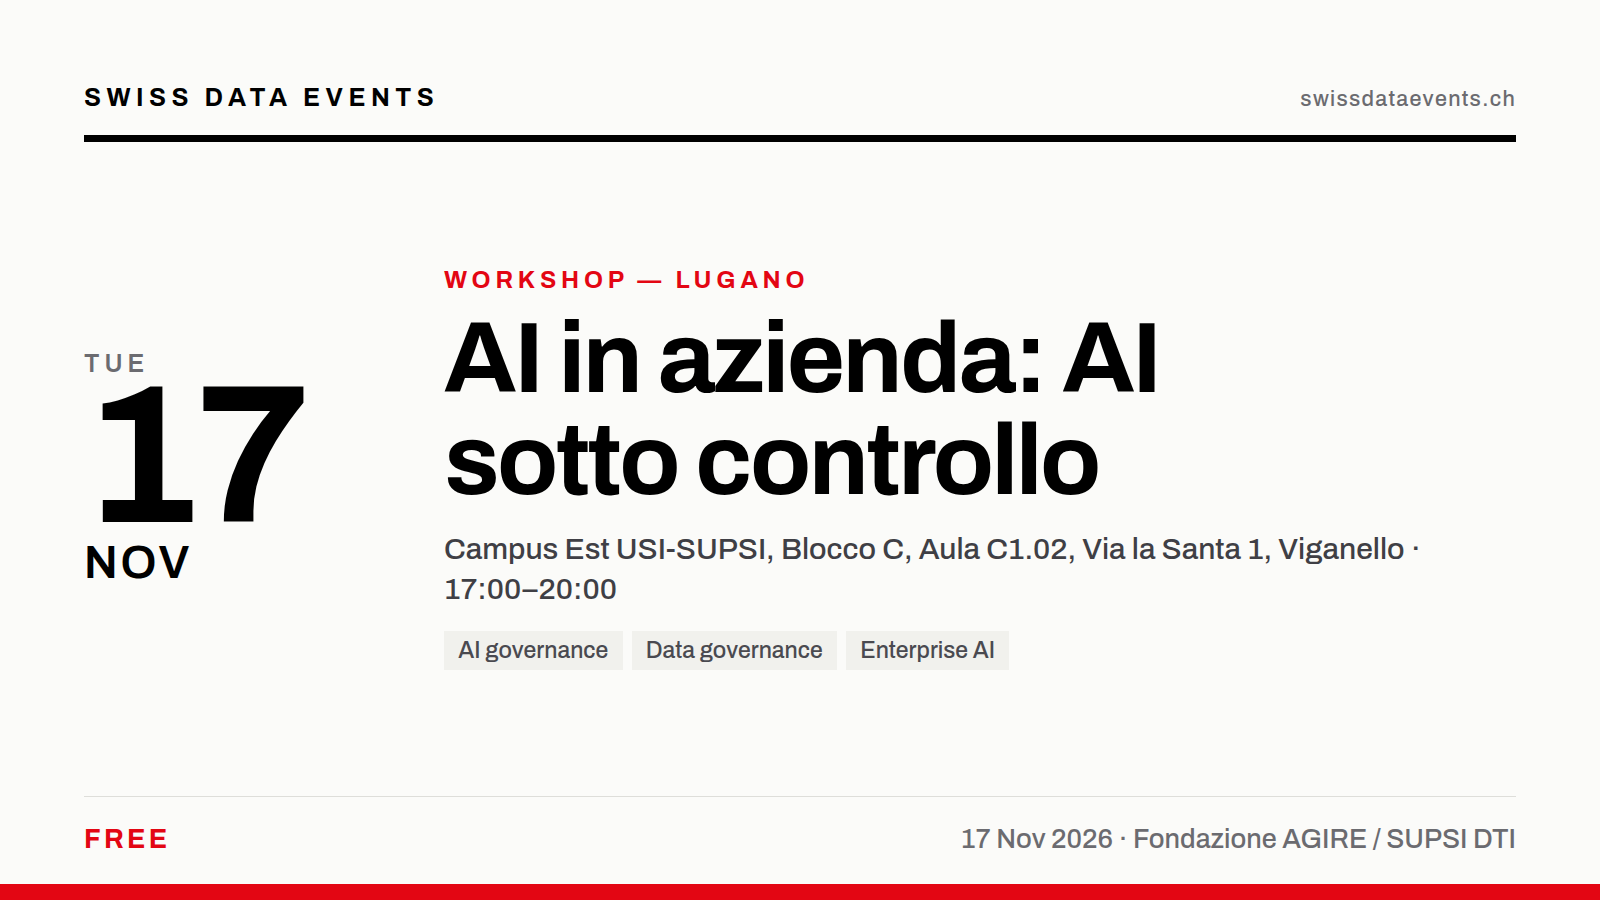 SWISS DATA EVENTS
swissdataevents.ch
TUE
17
NOV
WORKSHOP — LUGANO
AI in azienda: AI
sotto controllo
Campus Est USI-SUPSI, Blocco C, Aula C1.02, Via la Santa 1, Viganello ·
17:00–20:00
AI governance
Data governance
Enterprise AI
FREE
17 Nov 2026 · Fondazione AGIRE / SUPSI DTI